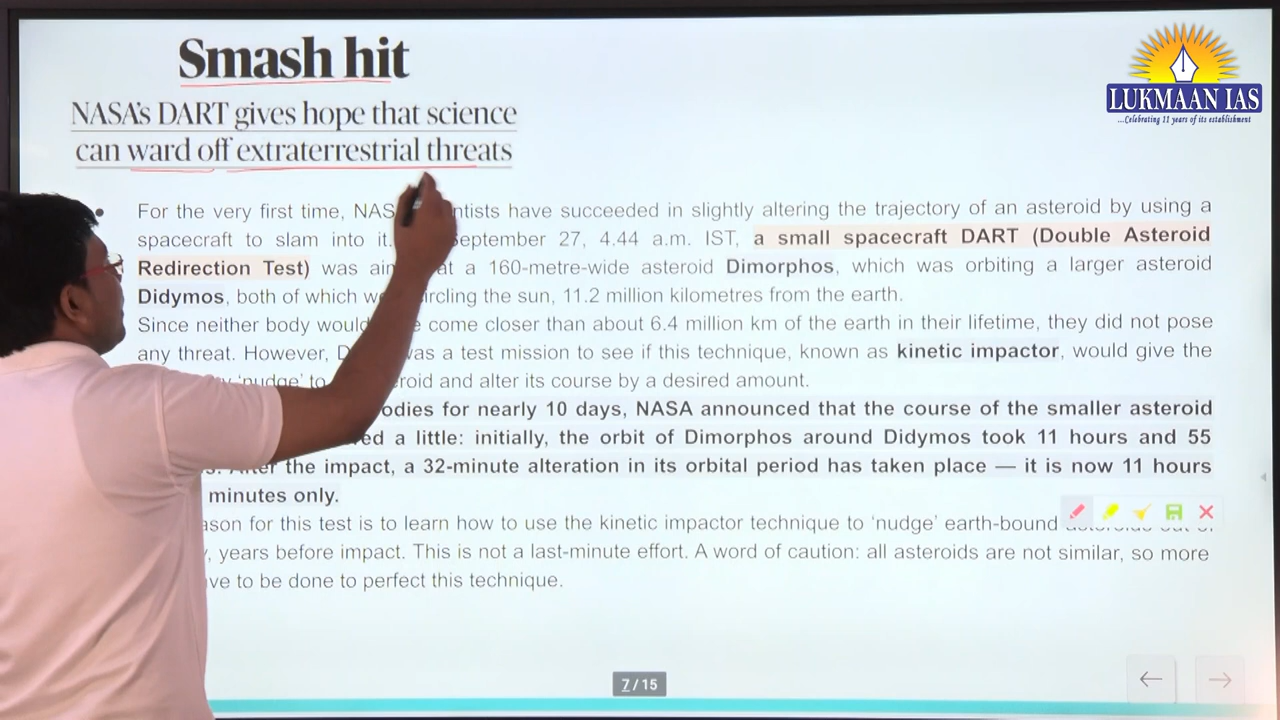 Smash hit
LUKMAAN IAS
...Celebrating 11 years of its establishment
NASA's DART gives hope that science
can ward off extraterrestrial threats
For the very first time, NAS ntists have succeeded in slightly altering the trajectory of an asteroid by using a
spacecraft to slam into it. eptember 27, 4.44 a.m. IST, a small spacecraft DART (Double Asteroid
Redirection Test) was ai at a 160-metre-wide asteroid Dimorphos, which was orbiting a larger asteroid
Didymos, both of which w ircling the sun, 11.2 million kilometres from the earth.
Since neither body would come closer than about 6.4 million km of the earth in their lifetime, they did not pose
any threat. However, D as a test mission to see if this technique, known as kinetic impactor, would give the
'nudge' to roid and alter its course by a desired amount.
odies for nearly 10 days, NASA announced that the course of the smaller asteroid
ed a little: initially, the orbit of Dimorphos around Didymos took 11 hours and 55
the impact, a 32-minute alteration in its orbital period has taken place — it is now 11 hours
minutes only.
ason for this test is to learn how to use the kinetic impactor technique to 'nudge' earth-bound
, years before impact. This is not a last-minute effort. A word of caution: all asteroids are not similar, so more
ve to be done to perfect this technique.
7/15